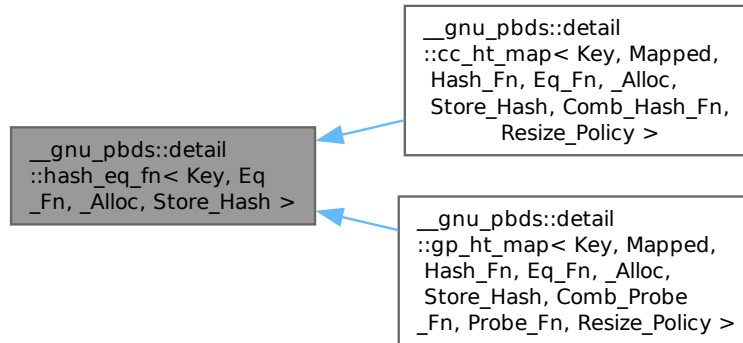 __gnu_pbds::detail
::hash_eq_fn< Key, Eq
_Fn, _Alloc, Store_Hash >
__gnu_pbds::detail
::cc_ht_map< Key, Mapped,
Hash_Fn, Eq_Fn, _Alloc,
Store_Hash, Comb_Hash_Fn,
Resize_Policy >
__gnu_pbds::detail
::gp_ht_map< Key, Mapped,
Hash_Fn, Eq_Fn, _Alloc,
Store_Hash, Comb_Probe
_Fn, Probe_Fn, Resize_Policy >